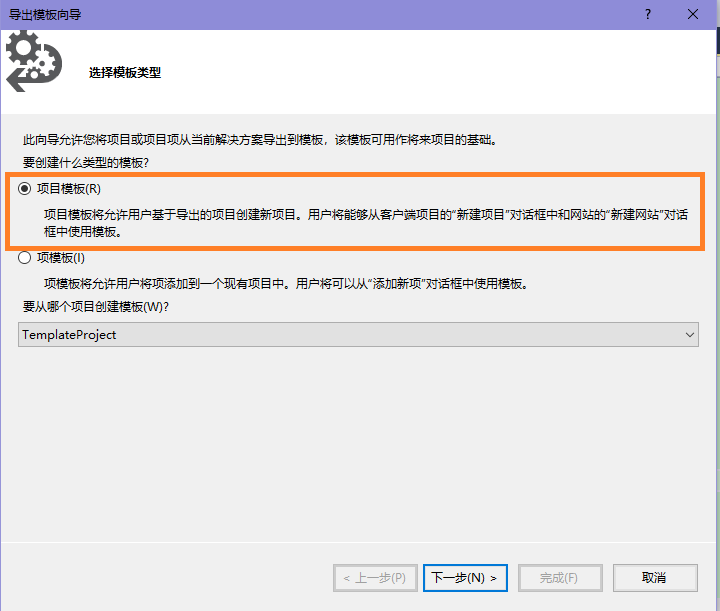 导出模板向导
?
选择模板类型
此向导允许您将项目或项目项从当前解决方案导出到模板，该模板可用作将来项目的基础。
要创建什么类型的模板?
项目模板(R)
项目模板将允许用户基于导出的项目创建新项目。用户将能够从客户端项目的“新建项目”对话框中和网站的“新建网站”对话
框中使用模板。
项模板(I)
项模板将允许用户将项添加到一个现有项目中。用户将可以从“添加新项”对话框中使用模板。
要从哪个项目创建模板(W)?
TemplateProject
< 上一步(P) 下一步(N) > 完成(F) 取消